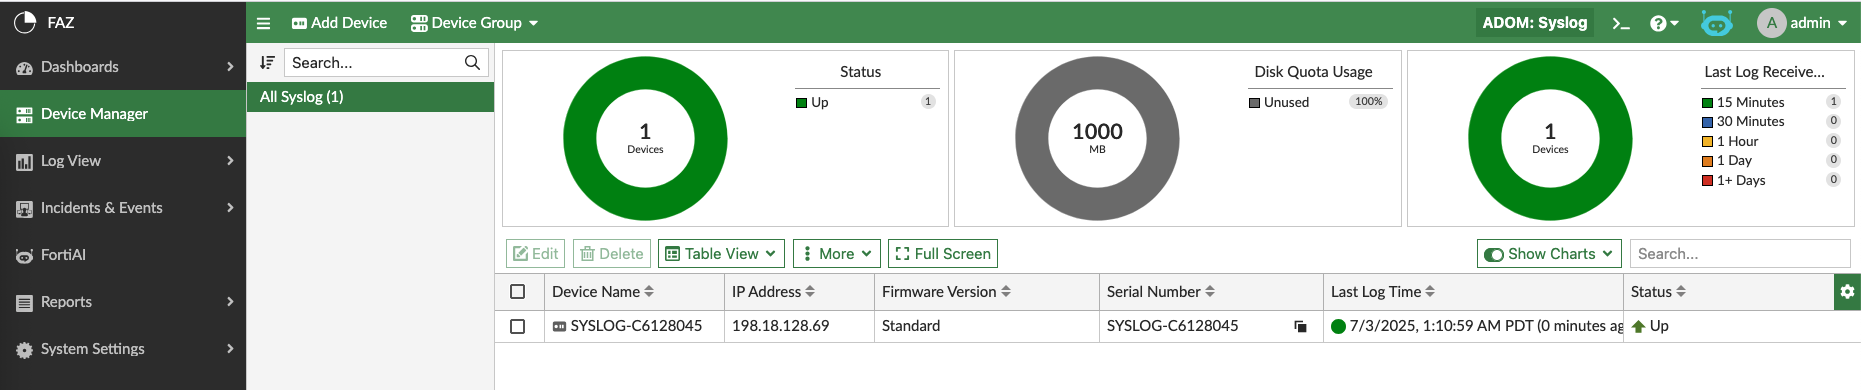 FAZ
Add Device
Device Group
ADOM: Syslog
A
admin
Dashboards
Device Manager
Log View
Incidents & Events
FortiAI
Reports
System Settings
Search...
All Syslog (1)
1
Devices
Status
Up 1
1000
MB
Disk Quota Usage
Unused 100%
1
Devices
Last Log Receive...
15 Minutes 1
30 Minutes 0
1 Hour 0
1 Day 0
1+ Days 0
Edit Delete Table View More Full Screen Show Charts Search...
Device Name IP Address Firmware Version Serial Number Last Log Time Status
SYSLOG-C6128045 198.18.128.69 Standard SYSLOG-C6128045 7/3/2025, 1:10:59 AM PDT (0 minutes ag Up